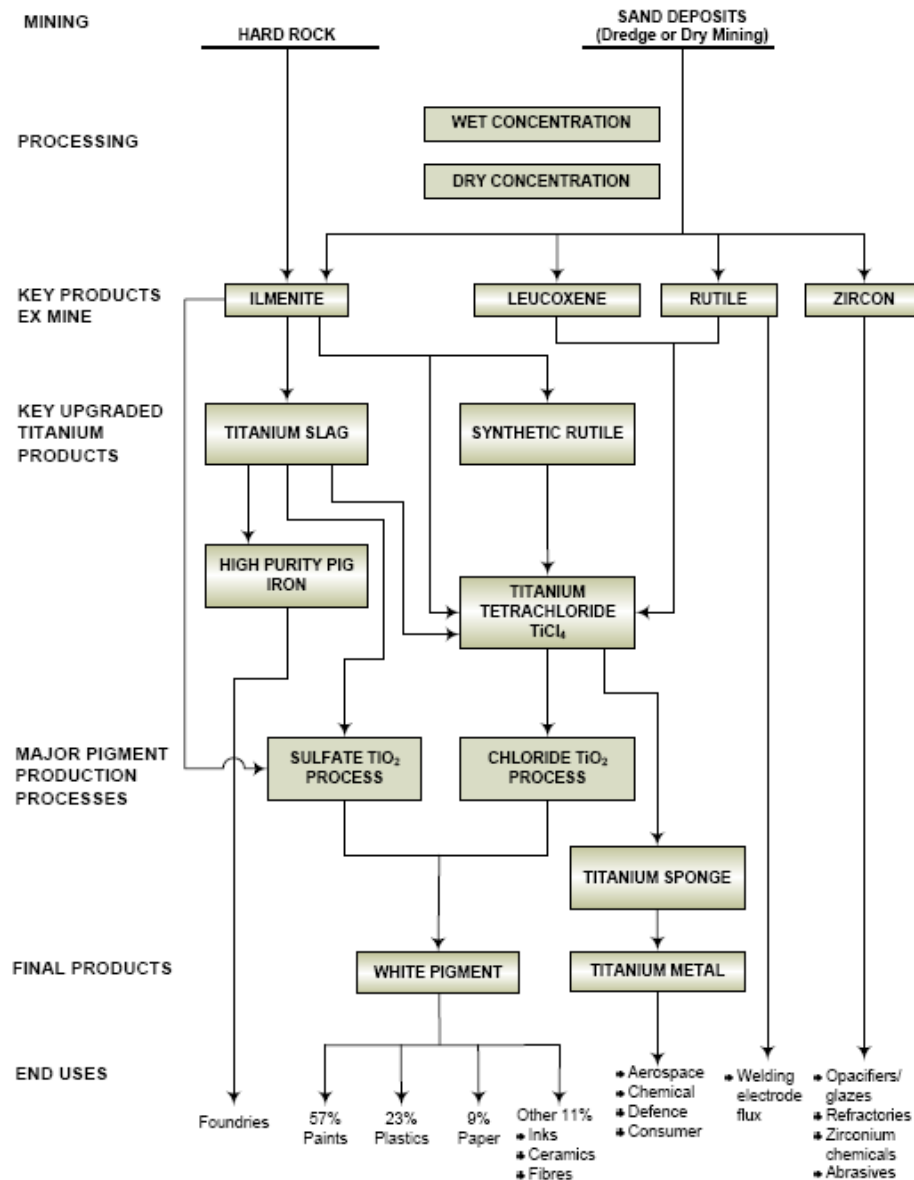 MINING
HARD ROCK
SAND DEPOSITS
(Dredge or Dry Mining)
PROCESSING
WET CONCENTRATION
DRY CONCENTRATION
KEY PRODUCTS
EX MINE
ILMENITE
LEUCOXENE
RUTILE
ZIRCON
KEY UPGRADED
TITANIUM
PRODUCTS
TITANIUM SLAG
SYNTHETIC RUTILE
HIGH PURITY PIG
IRON
TITANIUM
TETRACHLORIDE
TiCl₄
MAJOR PIGMENT
PRODUCTION
PROCESSES
SULFATE TIO₂
PROCESS
CHLORIDE TiO₂
PROCESS
TITANIUM SPONGE
FINAL PRODUCTS
WHITE PIGMENT
TITANIUM METAL
END USES
Foundries
57%
Paints
23%
Plastics
9%
Paper
Other 11%
Inks
Ceramics
Fibres
Aerospace
Chemical
Defence
Consumer
Welding
electrode
flux
Opacifiers/
glazes
Refractories
Zirconium
chemicals
Abrasives